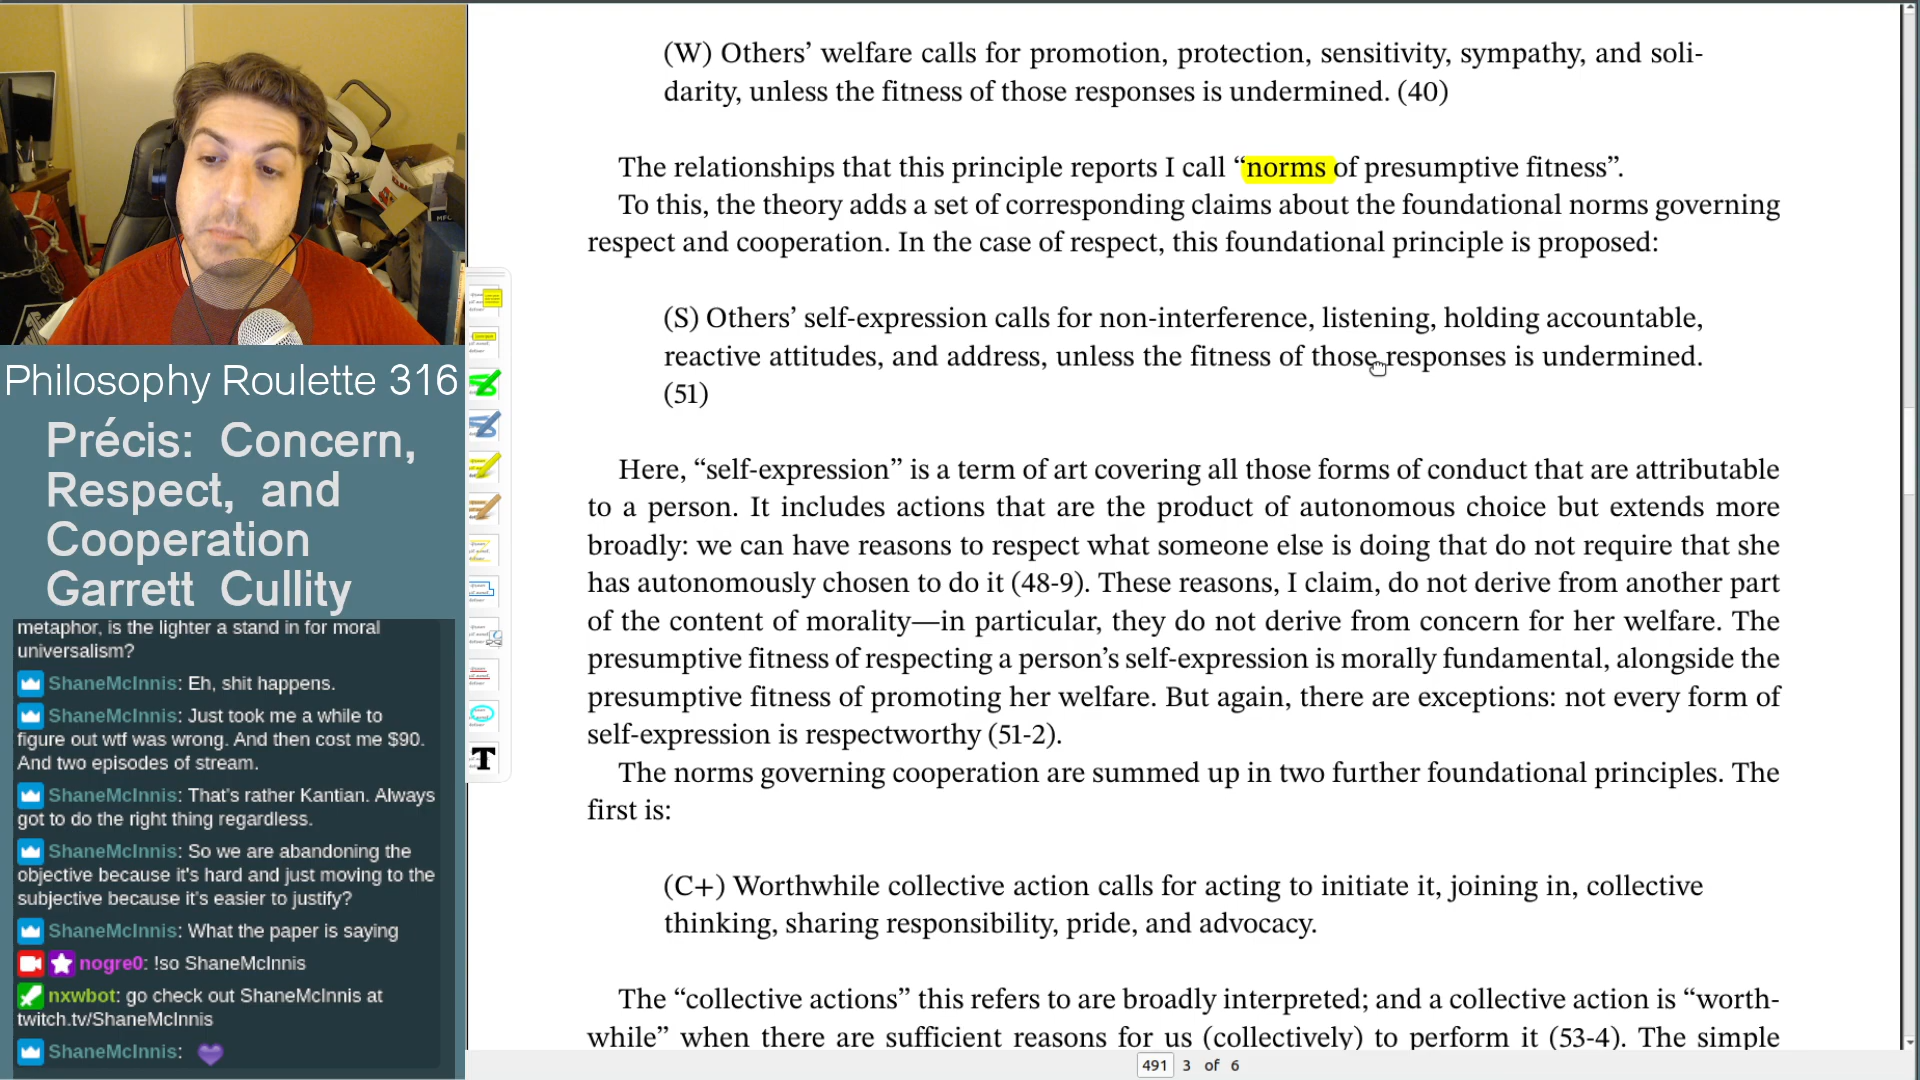 (W) Others’ welfare calls for promotion, protection, sensitivity, sympathy, and soli-
darity, unless the fitness of those responses is undermined. (40)
The relationships that this principle reports I call “norms of presumptive fitness”.
To this, the theory adds a set of corresponding claims about the foundational norms governing
respect and cooperation. In the case of respect, this foundational principle is proposed:
(S) Others’ self-expression calls for non-interference, listening, holding accountable,
reactive attitudes, and address, unless the fitness of those responses is undermined.
(51)
Here, “self-expression” is a term of art covering all those forms of conduct that are attributable
to a person. It includes actions that are the product of autonomous choice but extends more
broadly: we can have reasons to respect what someone else is doing that do not require that she
has autonomously chosen to do it (48-9). These reasons, I claim, do not derive from another part
of the content of morality—in particular, they do not derive from concern for her welfare. The
presumptive fitness of respecting a person’s self-expression is morally fundamental, alongside the
presumptive fitness of promoting her welfare. But again, there are exceptions: not every form of
self-expression is respectworthy (51-2).
The norms governing cooperation are summed up in two further foundational principles. The
first is:
(C+) Worthwhile collective action calls for acting to initiate it, joining in, collective
thinking, sharing responsibility, pride, and advocacy.
The “collective actions” this refers to are broadly interpreted; and a collective action is “worth-
while” when there are sufficient reasons for us (collectively) to perform it (53-4). The simple
491 3 of 6
T
Philosophy Roulette 316
Précis: Concern,
Respect, and
Cooperation
Garrett Cullity
metaphor, is the lighter a stand in for moral
universalism?
ShaneMcInnis: Eh, shit happens.
ShaneMcInnis: Just took me a while to
figure out wtf was wrong. And then cost me $90.
And two episodes of stream.
ShaneMcInnis: That's rather Kantian. Always
got to do the right thing regardless.
ShaneMcInnis: So we are abandoning the
objective because it's hard and just moving to the
subjective because it's easier to justify?
ShaneMcInnis: What the paper is saying
nogre0: !so ShaneMcInnis
nxwbot: go check out ShaneMcInnis at
twitch.tv/ShaneMcInnis
ShaneMcInnis: